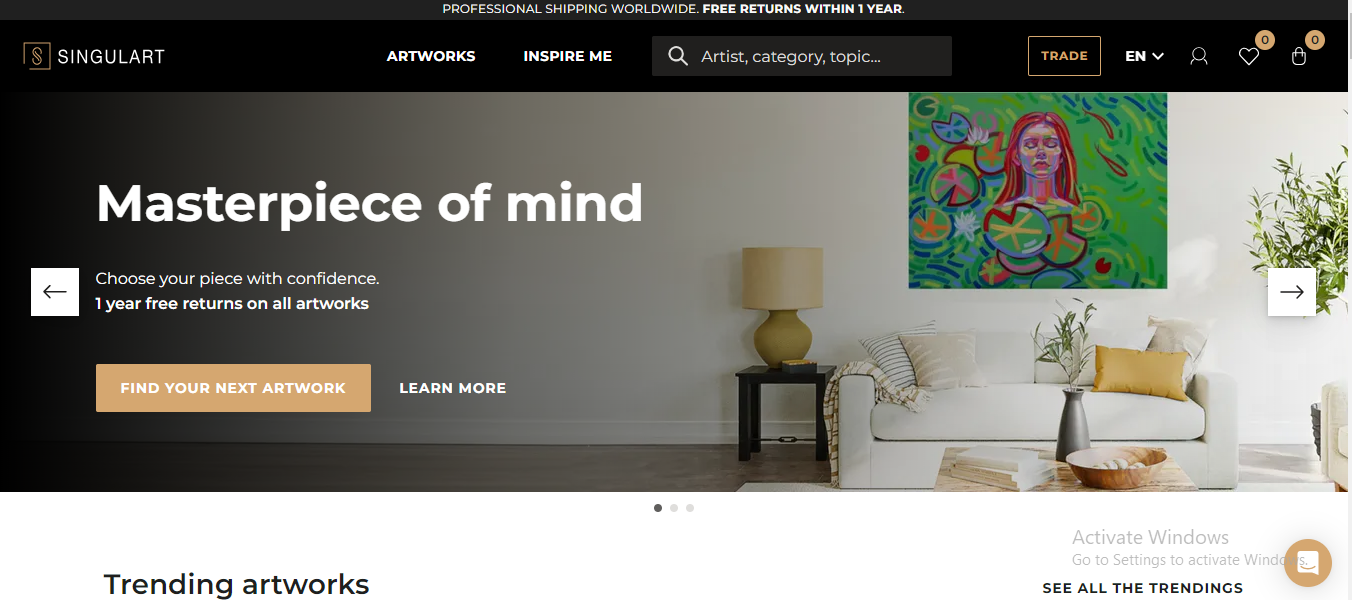 PROFESSIONAL SHIPPING WORLDWIDE. FREE RETURNS WITHIN 1 YEAR.
SINGULART
ARTWORKS
INSPIRE ME
Artist, category, topic...
TRADE
EN
0
0
Masterpiece of mind
Choose your piece with confidence.
1 year free returns on all artworks
FIND YOUR NEXT ARTWORK
LEARN MORE
Activate Windows
Go to Settings to activate Windows.
Trending artworks
SEE ALL THE TRENDINGS